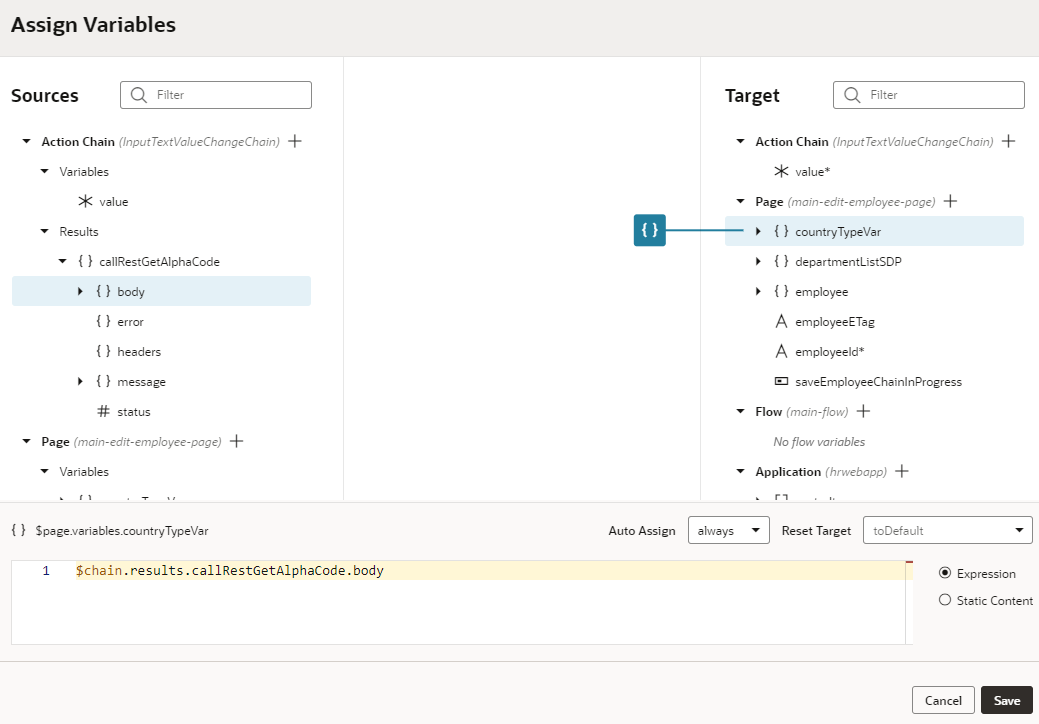 Assign Variables
Sources
Filter
Action Chain (InputTextValueChangeChain)
Variables
value
Results
{ } callRestGetAlphaCode
{ } body
{ } error
{ } headers
{ } message
# status
Page (main-edit-employee-page)
Variables
{ }
Target
Filter
Action Chain (InputTextValueChangeChain)
value*
Page (main-edit-employee-page)
{ } countryTypeVar
{ } departmentListSDP
{ } employee
A employeeETag
A employeeId*
saveEmployeeChainInProgress
Flow (main-flow)
No flow variables
Application (hrwebapp)
{ } $page.variables.countryTypeVar
Auto Assign always Reset Target toDefault
1 $chain.results.callRestGetAlphaCode.body
Expression
Static Content
Cancel Save